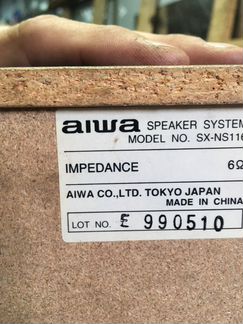 aiwa SPEAKER SYSTEM
MODEL NO. SX-NS116
IMPEDANCE 6Ω
AIWA CO.,LTD. TOKYO JAPAN
MADE IN CHINA
LOT NO. E 990510